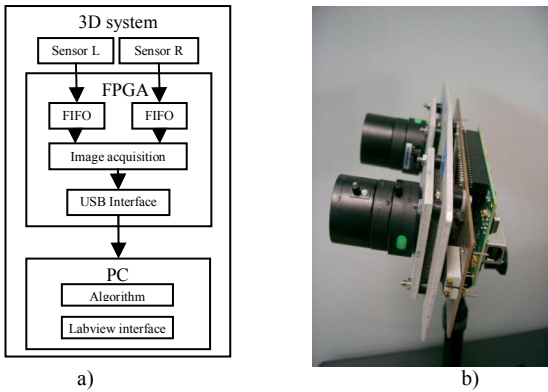 3D system
Sensor L Sensor R
FPGA
FIFO FIFO
Image acquisition
USB Interface
PC
Algorithm
Labview interface
a) b)